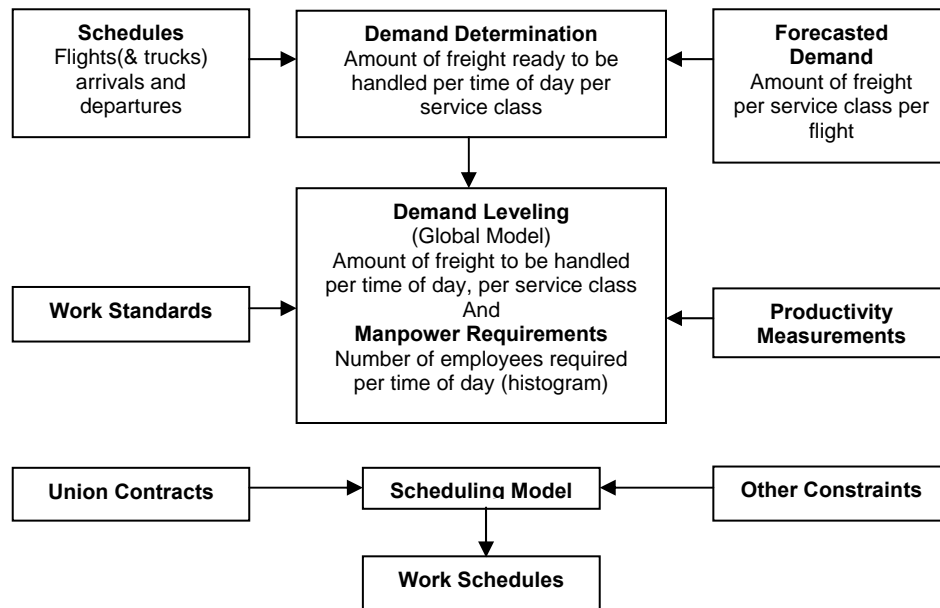 Schedules
Flights(& trucks)
arrivals and
departures
Demand Determination
Amount of freight ready to be
handled per time of day per
service class
Forecasted
Demand
Amount of freight
per service class per
flight
Demand Leveling
(Global Model)
Amount of freight to be handled
per time of day, per service class
And
Manpower Requirements
Number of employees required
per time of day (histogram)
Work Standards
Productivity
Measurements
Union Contracts
Scheduling Model
Other Constraints
Work Schedules